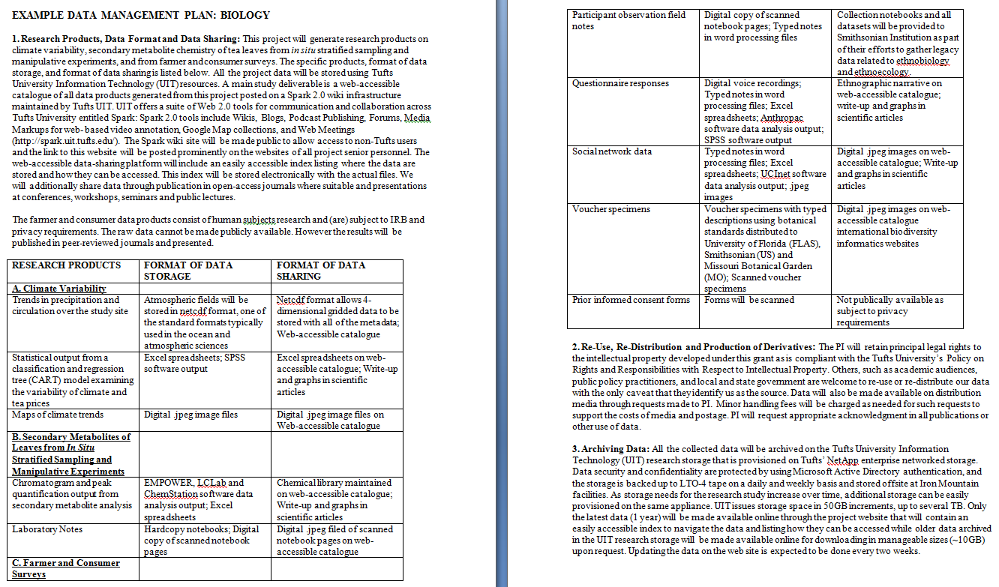 EXAMPLE DATA MANAGEMENT PLAN: BIOLOGY
1. Research Products, Data Format and Data Sharing: This project will generate research products on
climate variability, secondary metabolite chemistry of tea leaves from in situ stratified sampling and
manipulative experiments, and from farmer and consumer surveys. The specific products, format of data
storage, and format of data sharing is listed below. All the project data will be stored using Tufts
University Information Technology (UIT) resources. A main study deliverable is a web-accessible
catalogue of all data products generated from this project posted on a Spark 2.0 wiki infrastructure
maintained by Tufts UIT. UIT offers a suite of Web 2.0 tools for communication and collaboration across
Tufts University entitled Spark: Spark 2.0 tools include Wikis, Blogs, Podcast Publishing, Forums, Media
Markups for web-based video annotation, Google Map collections, and Web Meetings
(http://spark.uit.tufts.edu/). The Spark wiki site will be made public to allow access to non-Tufts users
and the link to this website will be posted prominently on the websites of all project senior personnel. The
web-accessible data-sharing platform will include an easily accessible index listing where the data are
stored and how they can be accessed. This index will be stored electronically with the actual files. We
will additionally share data through publication in open-access journals where suitable and presentations
at conferences, workshops, seminars and public lectures.
The farmer and consumer data products consist of human subjects research and (are) subject to IRB and
privacy requirements. The raw data cannot be made publicly available. However the results will be
published in peer-reviewed journals and presented.
RESEARCH PRODUCTS
FORMAT OF DATA
STORAGE
FORMAT OF DATA
SHARING
A. Climate Variability
Trends in precipitation and
circulation over the study site
Atmospheric fields will be
stored in netcdf format, one of
the standard formats typically
used in the ocean and
atmospheric sciences
Netcdf format allows 4-
dimensional gridded data to be
stored with all of the metadata;
Web-accessible catalogue
Statistical output from a
classification and regression
tree (CART) model examining
the variability of climate and
tea prices
Excel spreadsheets; SPSS
software output
Excel spreadsheets on web-
accessible catalogue; Write-up
and graphs in scientific
articles
Maps of climate trends
Digital .jpeg image files
Digital .jpeg image files on
Web-accessible catalogue
B. Secondary Metabolites of
Leaves from In Situ
Stratified Sampling and
Manipulative Experiments
Chromatogram and peak
quantification output from
secondary metabolite analysis
EMPOWER, LCLab and
ChemStation software data
analysis output; Excel
spreadsheets
Chemical library maintained
on web-accessible catalogue;
Write-up and graphs in
scientific articles
Laboratory Notes
Hardcopy notebooks; Digital
copy of scanned notebook
pages
Digital .jpeg filed of scanned
notebook pages on web-
accessible catalogue
C. Farmer and Consumer
Surveys
Participant observation field
notes
Digital copy of scanned
notebook pages; Typed notes
in word processing files
Collection notebooks and all
datasets will be provided to
Smithsonian Institution as part
of their efforts to gather legacy
data related to ethnobiology
and ethnoecology.
Questionnaire responses
Digital voice recordings;
Typed notes in word
processing files; Excel
spreadsheets; Anthropac
software data analysis output;
SPSS software output
Ethnographic narrative on
web-accessible catalogue;
write-up and graphs in
scientific articles
Social network data
Typed notes in word
processing files; Excel
spreadsheets; UCInet software
data analysis output; .jpeg
images
Digital .jpeg images on web-
accessible catalogue; Write-up
and graphs in scientific
articles
Voucher specimens
Voucher specimens with typed
descriptions using botanical
standards distributed to
University of Florida (FLAS),
Smithsonian (US) and
Missouri Botanical Garden
(MO); Scanned voucher
specimens
Digital .jpeg images on web-
accessible catalogue
international biodiversity
informatics websites
Prior informed consent forms
Forms will be scanned
Not publically available as
subject to privacy
requirements
2. Re-Use, Re-Distribution and Production of Derivatives: The PI will retain principal legal rights to
the intellectual property developed under this grant as is compliant with the Tufts University's Policy on
Rights and Responsibilities with Respect to Intellectual Property. Others, such as academic audiences,
public policy practitioners, and local and state government are welcome to re-use or re-distribute our data
with the only caveat that they identify us as the source. Data will also be made available on distribution
media through requests made to PI. Minor handling fees will be charged as needed for such requests to
support the costs of media and postage. PI will request appropriate acknowledgment in all publications or
other use of data.
3. Archiving Data: All the collected data will be archived on the Tufts University Information
Technology (UIT) research storage that is provisioned on Tufts' NetApp enterprise networked storage.
Data security and confidentiality are protected by using Microsoft Active Directory authentication, and
the storage is backed up to LTO-4 tape on a daily and weekly basis and stored offsite at Iron Mountain
facilities. As storage needs for the research study increase over time, additional storage can be easily
provisioned on the same appliance. UIT issues storage space in 50GB increments, up to several TB. Only
the latest data (1 year) will be made available online through the project website that will contain an
easily accessible index to navigate the data and listing how they can be accessed while older data archived
in the UIT research storage will be made available online for downloading in manageable sizes (~10GB)
upon request. Updating the data on the web site is expected to be done every two weeks.